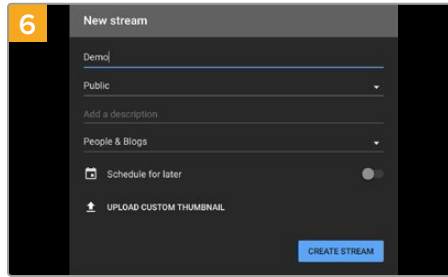 6
New stream
Demo
Public
Add a description
People & Blogs
Schedule for later
UPLOAD CUSTOM THUMBNAIL
CREATE STREAM